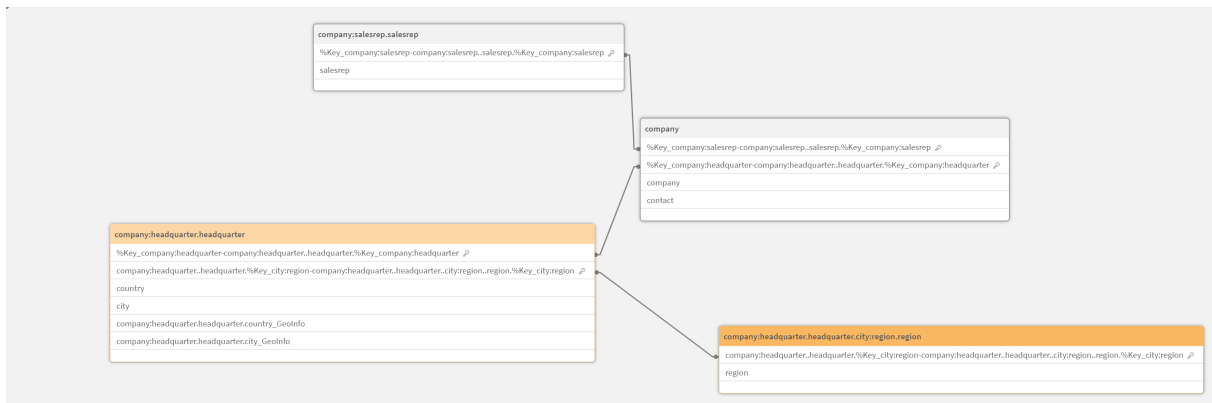 company:salesrep.salesrep
%Key_company:salesrep-company:salesrep..salesrep.%Key_company:salesrep
salesrep
company
%Key_company:salesrep-company:salesrep..salesrep.%Key_company:salesrep
%Key_company:headquarter-company:headquarter..headquarter.%Key_company:headquarter
company
contact
company:headquarter.headquarter
%Key_company:headquarter-company:headquarter..headquarter.%Key_company:headquarter
company:headquarter..headquarter.%Key_city:region-company:headquarter..headquarter..city:region..region.%Key_city:region
country
city
company:headquarter.headquarter.country_GeoInfo
company:headquarter.headquarter.city_GeoInfo
company:headquarter.headquarter.city:region.region
company:headquarter..headquarter.%Key_city:region-company:headquarter..headquarter..city:region..region.%Key_city:region
region